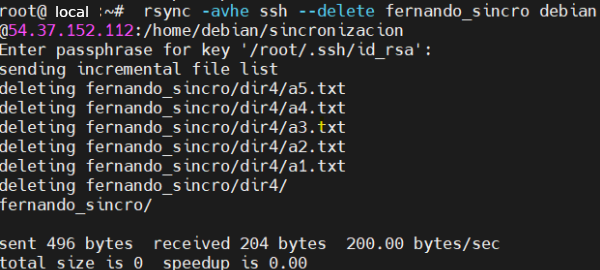 root@ local :~#  rsync -avhe ssh --delete fernando_sincro debian
@54.37.152.112:/home/debian/sincronizacion
Enter passphrase for key '/root/.ssh/id_rsa':
sending incremental file list
deleting fernando_sincro/dir4/a5.txt
deleting fernando_sincro/dir4/a4.txt
deleting fernando_sincro/dir4/a3.txt
deleting fernando_sincro/dir4/a2.txt
deleting fernando_sincro/dir4/a1.txt
deleting fernando_sincro/dir4/
fernando_sincro/

sent 496 bytes  received 204 bytes  200.00 bytes/sec
total size is 0  speedup is 0.00